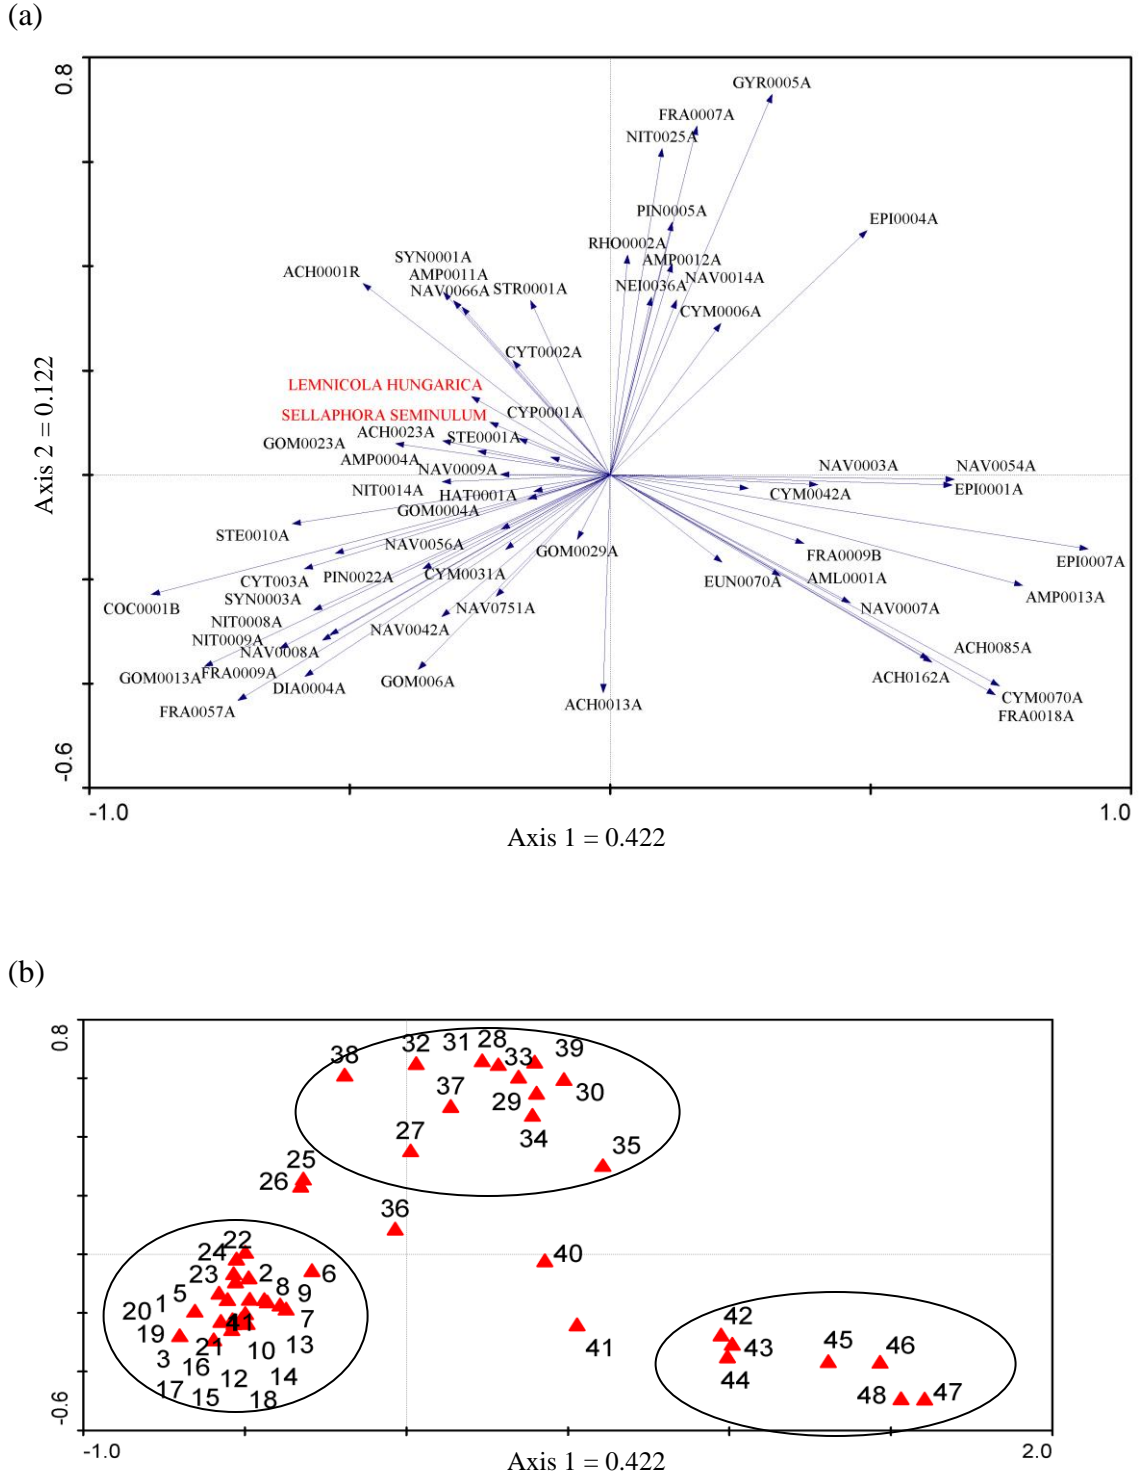 (a)
0.8
GYR0005A
FRA0007A
NIT0025A
PIN0005A
EPI0004A
RHO0002A
SYN0001A
AMP0012A
ACH0001R
AMP0011A
NAV0014A
NAV0066A
STR0001A
NEI0036A
CYM0006A
CYT0002A
LEMNICOLA HUNGARICA
SELLAPHORA SEMINULUM
CYP0001A
ACH0023A
STE0001A
GOM0023A
AMP0004A
NAV0009A
NAV0003A
NAV0054A
NIT0014A
HAT0001A
CYM0042A
EPI0001A
GOM0004A
STE0010A
NAV0056A
GOM0029A
FRA0009B
EPI0007A
CYT003A
PIN0022A
CYM0031A
EUN0070A
AML0001A
SYN0003A
AMP0013A
COC0001B
NAV0751A
NAV0007A
NIT0008A
NAV0042A
NIT0009A
NAV0008A
ACH0085A
GOM0013A
FRA0009A
GOM006A
ACH0162A
DIA0004A
CYM0070A
FRA0057A
ACH0013A
FRA0018A
Axis 2 = 0.122
-0.6
-1.0
1.0
Axis 1 = 0.422
(b)
0.8
38
32
31
28
33
39
37
29
30
34
27
35
25
26
36
22
24
40
23
2
6
5
8
9
1
20
7
41
19
21
10
13
3
16
12
14
17
15
18
41
42
43
44
45
46
48
47
-0.6
-1.0
2.0
Axis 1 = 0.422